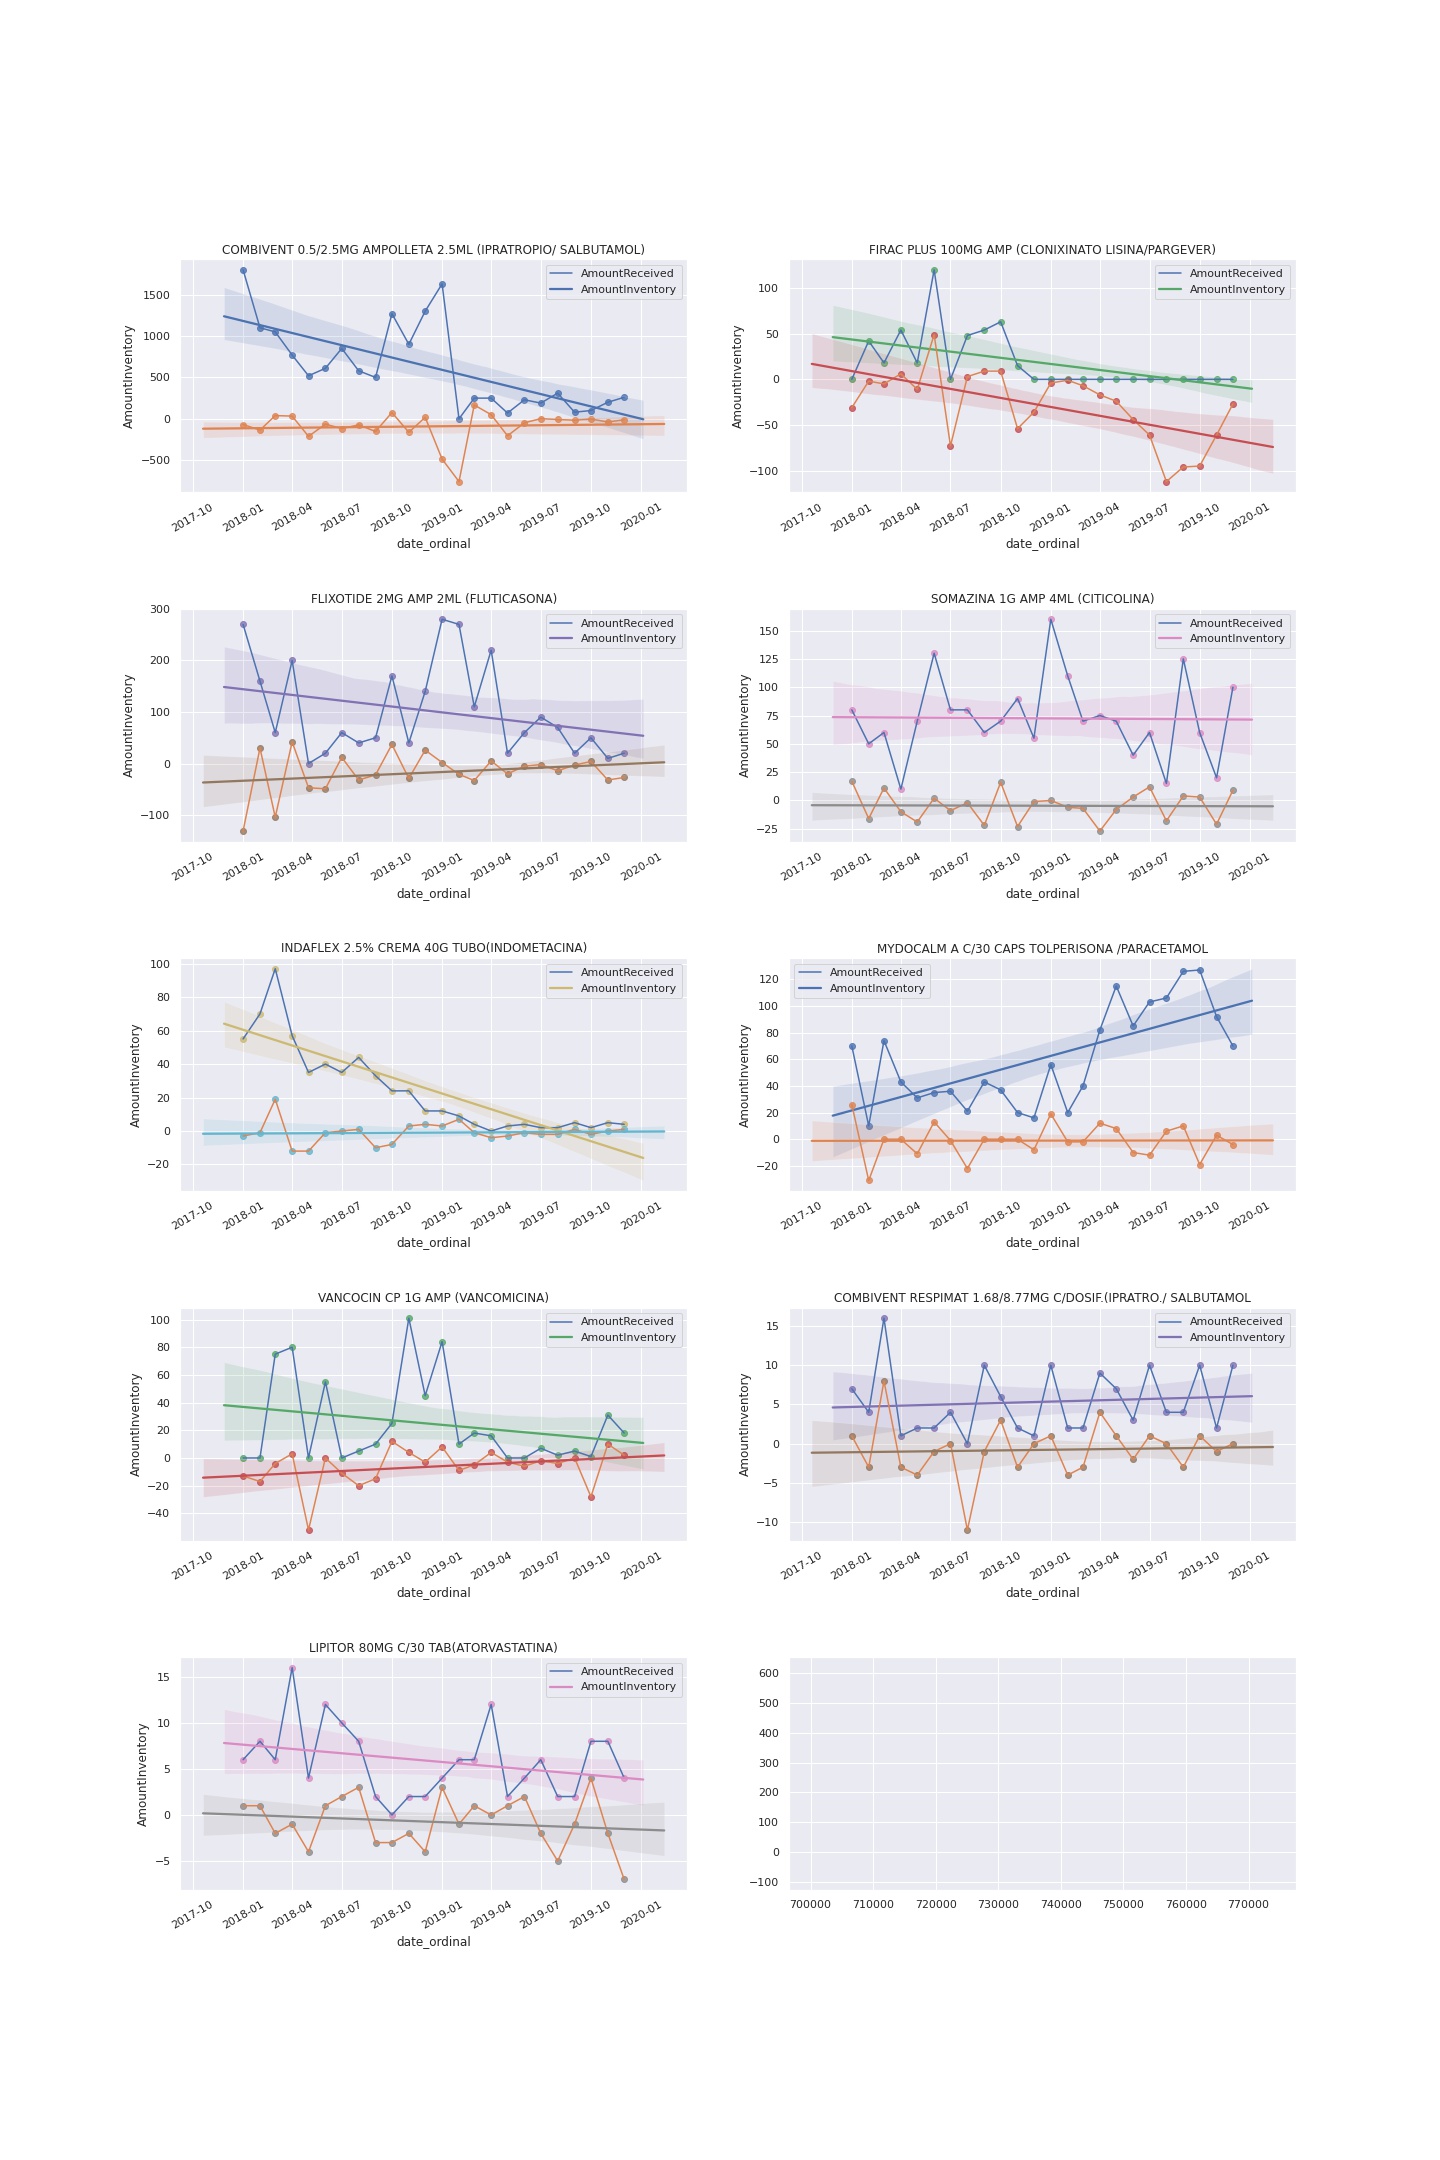 COMBIVENT 0.5/2.5MG AMPOLLETA 2.5ML (IPRATROPIO/ SALBUTAMOL)
AmountReceived
AmountInventory
1500
1000
500
0
−500
AmountInventory
2017-10 2018-01 2018-04 2018-07 2018-10 2019-01 2019-04 2019-07 2019-10 2020-01
date_ordinal
FIRAC PLUS 100MG AMP (CLONIXINATO LISINA/PARGEVER)
AmountReceived
AmountInventory
100
50
0
−50
−100
AmountInventory
2017-10 2018-01 2018-04 2018-07 2018-10 2019-01 2019-04 2019-07 2019-10 2020-01
date_ordinal
FLIXOTIDE 2MG AMP 2ML (FLUTICASONA)
AmountReceived
AmountInventory
300
200
100
0
−100
AmountInventory
2017-10 2018-01 2018-04 2018-07 2018-10 2019-01 2019-04 2019-07 2019-10 2020-01
date_ordinal
SOMAZINA 1G AMP 4ML (CITICOLINA)
AmountReceived
AmountInventory
150
125
100
75
50
25
0
−25
AmountInventory
2017-10 2018-01 2018-04 2018-07 2018-10 2019-01 2019-04 2019-07 2019-10 2020-01
date_ordinal
INDAFLEX 2.5% CREMA 40G TUBO(INDOMETACINA)
AmountReceived
AmountInventory
100
80
60
40
20
0
−20
AmountInventory
2017-10 2018-01 2018-04 2018-07 2018-10 2019-01 2019-04 2019-07 2019-10 2020-01
date_ordinal
MYDOCALM A C/30 CAPS TOLPERISONA /PARACETAMOL
AmountReceived
AmountInventory
120
100
80
60
40
20
0
−20
AmountInventory
2017-10 2018-01 2018-04 2018-07 2018-10 2019-01 2019-04 2019-07 2019-10 2020-01
date_ordinal
VANCOCIN CP 1G AMP (VANCOMICINA)
AmountReceived
AmountInventory
100
80
60
40
20
0
−20
−40
AmountInventory
2017-10 2018-01 2018-04 2018-07 2018-10 2019-01 2019-04 2019-07 2019-10 2020-01
date_ordinal
COMBIVENT RESPIMAT 1.68/8.77MG C/DOSIF.(IPRATRO./ SALBUTAMOL
AmountReceived
AmountInventory
15
10
5
0
−5
−10
AmountInventory
2017-10 2018-01 2018-04 2018-07 2018-10 2019-01 2019-04 2019-07 2019-10 2020-01
date_ordinal
LIPITOR 80MG C/30 TAB(ATORVASTATINA)
AmountReceived
AmountInventory
15
10
5
0
−5
AmountInventory
2017-10 2018-01 2018-04 2018-07 2018-10 2019-01 2019-04 2019-07 2019-10 2020-01
date_ordinal
600
500
400
300
200
100
0
−100
700000 710000 720000 730000 740000 750000 760000 770000